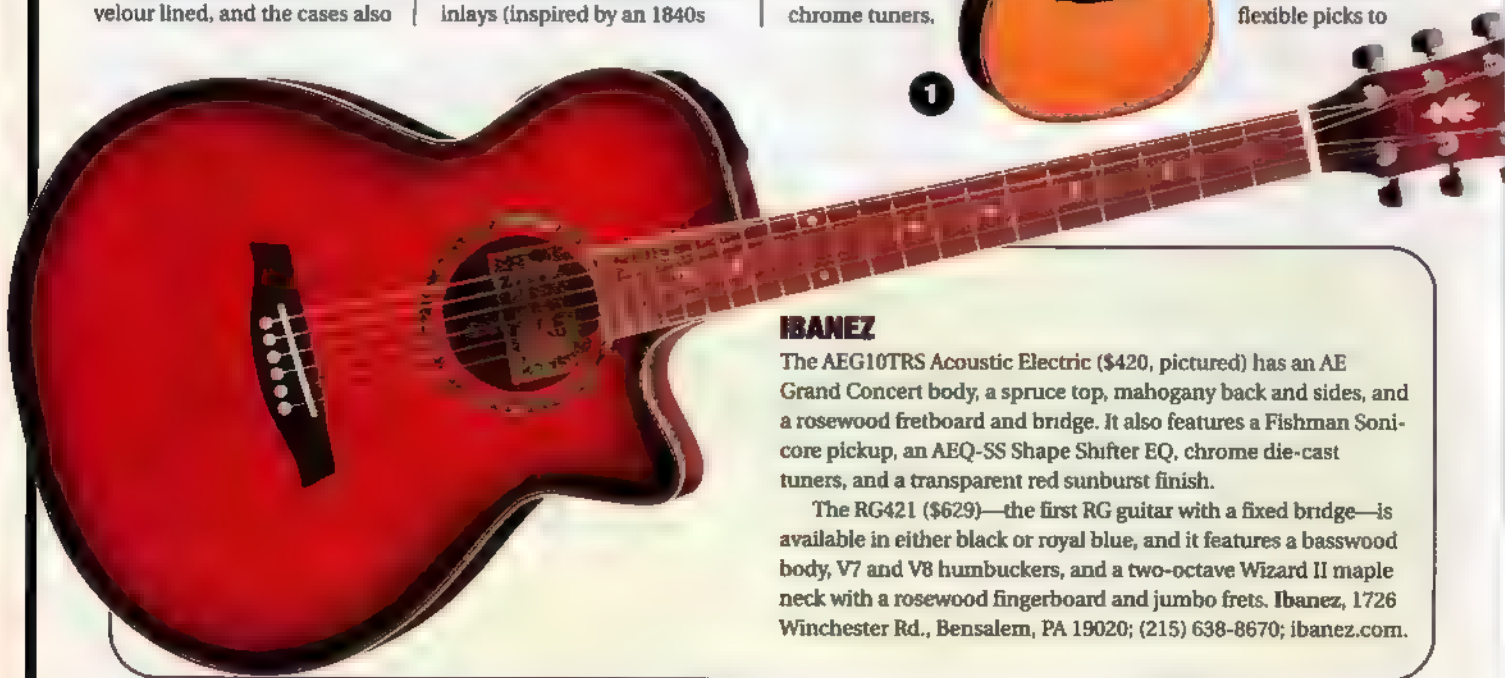 velour lined, and the cases also
inlays (inspired by an 1840s
chrome tuners.
flexible picks to
1
IBANEZ
The AEG10TRS Acoustic Electric ($420, pictured) has an AE
Grand Concert body, a spruce top, mahogany back and sides, and
a rosewood fretboard and bridge. It also features a Fishman Soni-
core pickup, an AEQ-SS Shape Shifter EQ, chrome die-cast
tuners, and a transparent red sunburst finish.
The RG421 ($629)—the first RG guitar with a fixed bridge—is
available in either black or royal blue, and it features a basswood
body, V7 and V8 humbuckers, and a two-octave Wizard II maple
neck with a rosewood fingerboard and jumbo frets. Ibanez, 1726
Winchester Rd., Bensalem, PA 19020; (215) 638-8670; ibanez.com.